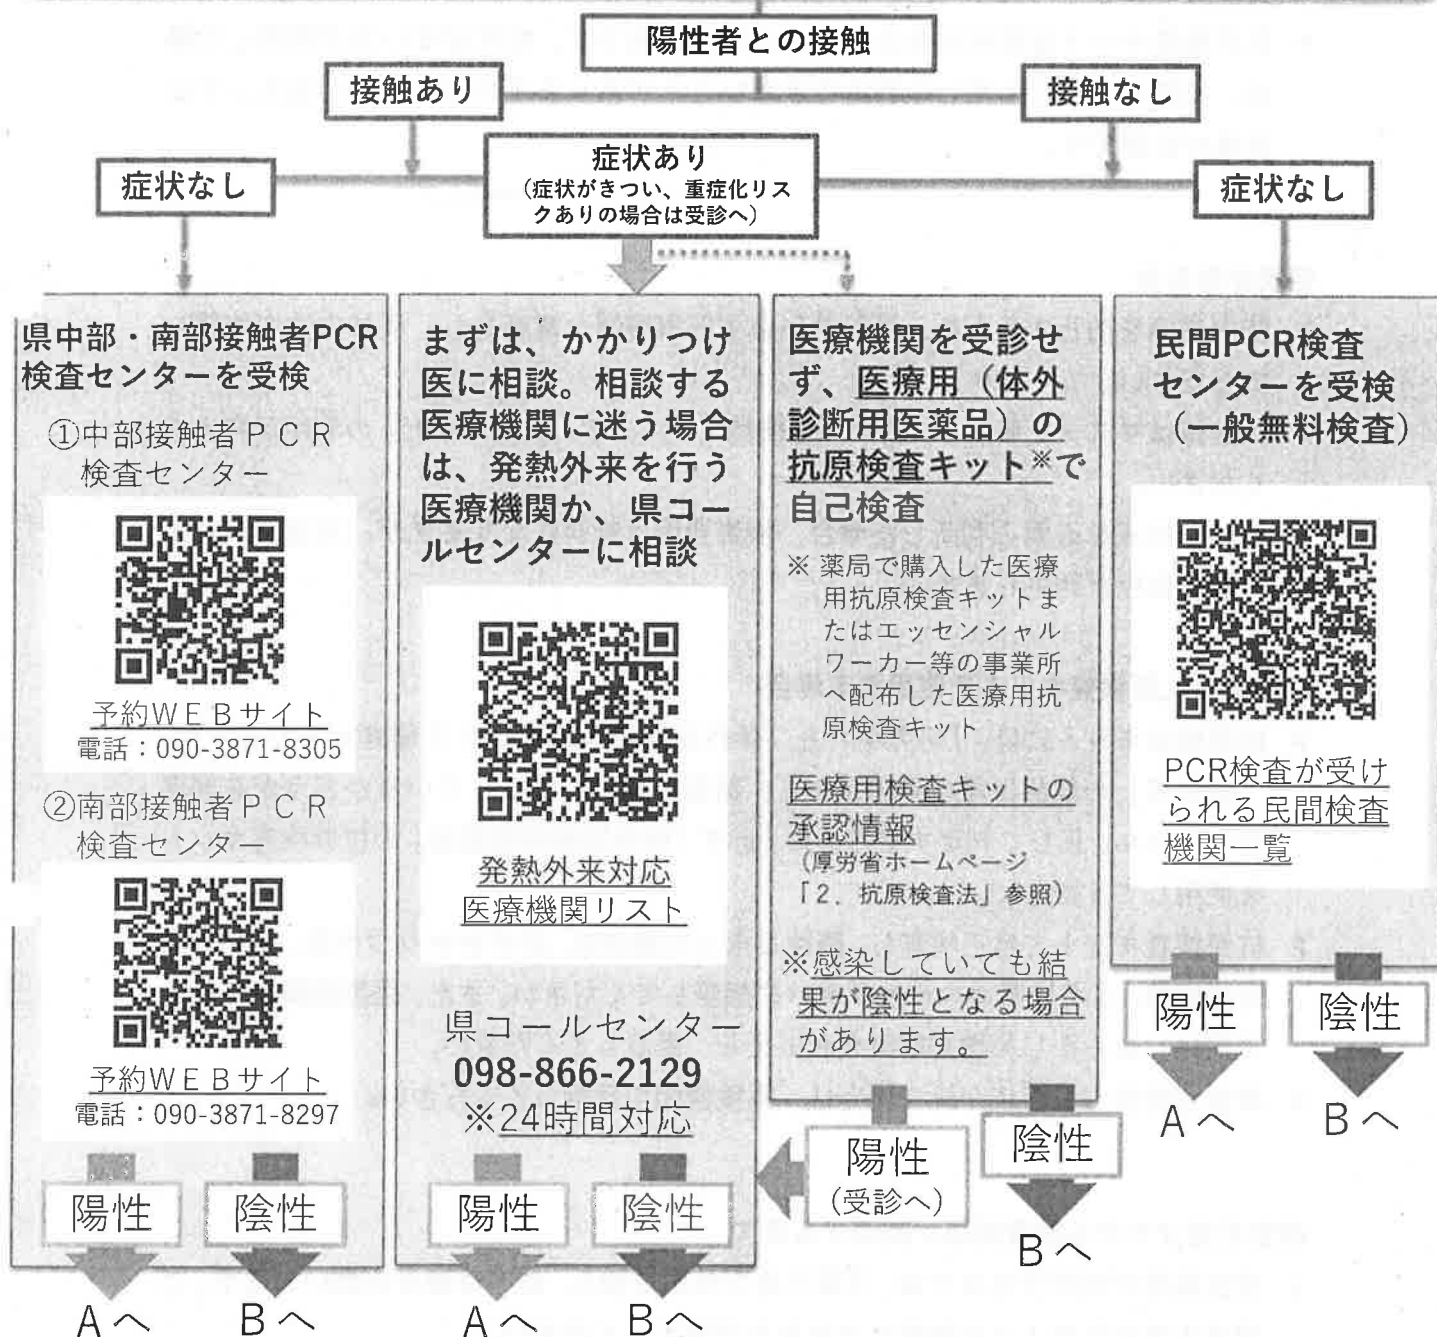 陽性者との接触
接触あり
接触なし
症状なし
症状あり
（症状がきつい、重症化リス
クありの場合は受診へ）
症状なし
県中部・南部接触者PCR
検査センターを受検
①中部接触者ＰＣＲ
検査センター
予約ＷＥＢサイト
電話：090-3871-8305
②南部接触者ＰＣＲ
検査センター
予約ＷＥＢサイト
電話：090-3871-8297
陽性
陰性
Aへ
Bへ
まずは、かかりつけ
医に相談。相談する
医療機関に迷う場合
は、発熱外来を行う
医療機関か、県コー
ルセンターに相談
発熱外来対応
医療機関リスト
県コールセンター
098-866-2129
※24時間対応
陽性
陰性
Aへ
Bへ
医療機関を受診せ
ず、医療用（体外
診断用医薬品）の
抗原検査キット※で
自己検査
※ 薬局で購入した医療
用抗原検査キットま
たはエッセンシャル
ワーカー等の事業所
へ配布した医療用抗
原検査キット
医療用検査キットの
承認情報
（厚労省ホームページ
「２．抗原検査法」参照）
※感染していても結
果が陰性となる場合
があります。
陽性
（受診へ）
陰性
Bへ
民間PCR検査
センターを受検
（一般無料検査）
PCR検査が受け
られる民間検査
機関一覧
陽性
陰性
Aへ
Bへ